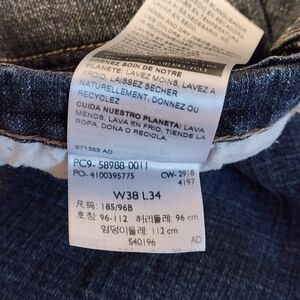 PRENEZ SOIN DE NOTRE
PLANÈTE: LAVEZ MOINS, LAVEZ À
FROID, LAISSEZ SÉCHER
NATURELLEMENT, DONNEZ OU
RECYCLEZ
CUIDA NUESTRO PLANETA: LAVA
MENOS, LAVA EN FRÍO, TIENDE LA
ROPA, DONA O RECICLA.
S71353 AD
PC9- 58988-0011
PO- 4100395775
CW- 2918
4197
W38 L34
尺码: 185/96B
호칭: 96-112 허리둘레: 96 cm
엉덩이둘레: 112 cm
S40196
AD